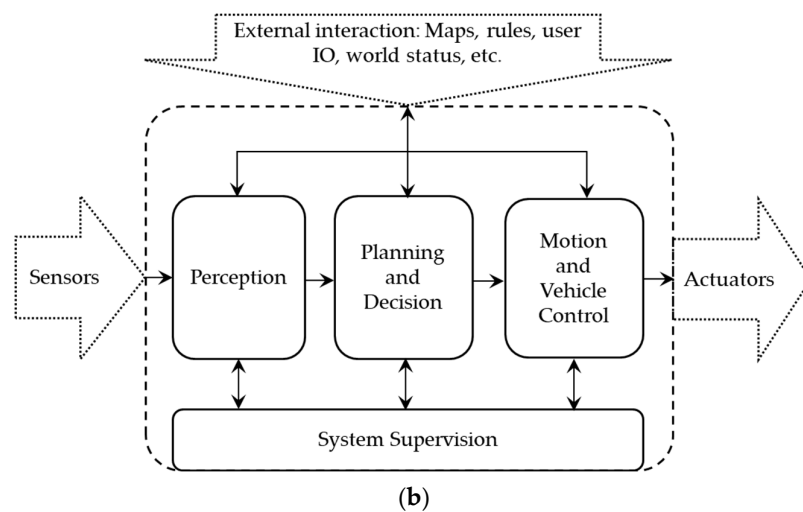 External interaction: Maps, rules, user
IO, world status, etc.
Sensors
Perception
Planning
and
Decision
Motion
and
Vehicle
Control
Actuators
System Supervision
(b)